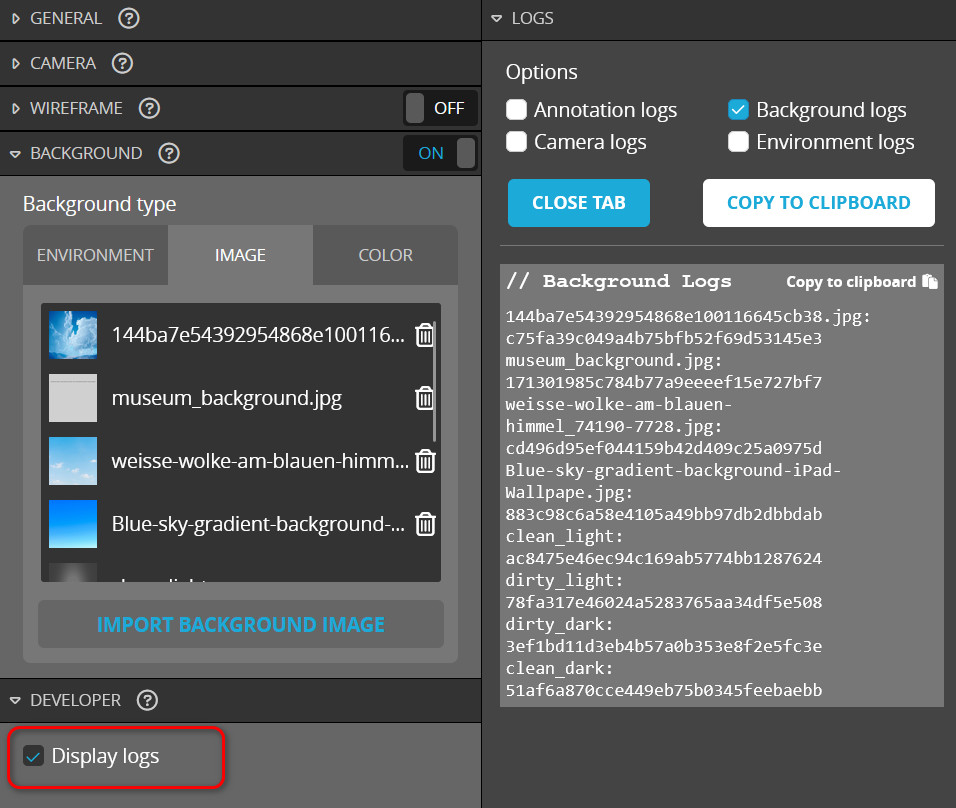 GENERAL ?
CAMERA ?
WIREFRAME ? OFF
BACKGROUND ? ON
Background type
ENVIRONMENT IMAGE COLOR
144ba7e54392954868e100116...
museum_background.jpg
weisse-wolke-am-blauen-himm...
Blue-sky-gradient-background-...
IMPORT BACKGROUND IMAGE
DEVELOPER ?
Display logs
LOGS
Options
Annotation logs Background logs
Camera logs Environment logs
CLOSE TAB COPY TO CLIPBOARD
// Background Logs Copy to clipboard
144ba7e54392954868e100116645cb38.jpg:
c75fa39c049a4b75bfb52f69d53145e3
museum_background.jpg:
171301985c784b77a9eeeef15e727bf7
weisse-wolke-am-blauen-
himmel_74190-7728.jpg:
cd496d95ef044159b42d409c25a0975d
Blue-sky-gradient-background-iPad-
Wallpape.jpg:
883c98c6a58e4105a49bb97db2dbbdab
clean_light:
ac8475e46ec94c169ab5774bb1287624
dirty_light:
78fa317e46024a5283765aa34df5e508
dirty_dark:
3ef1bd11d3eb4b57a0b353e8f2e5fc3e
clean_dark:
51af6a870cce449eb75b0345feebaebb